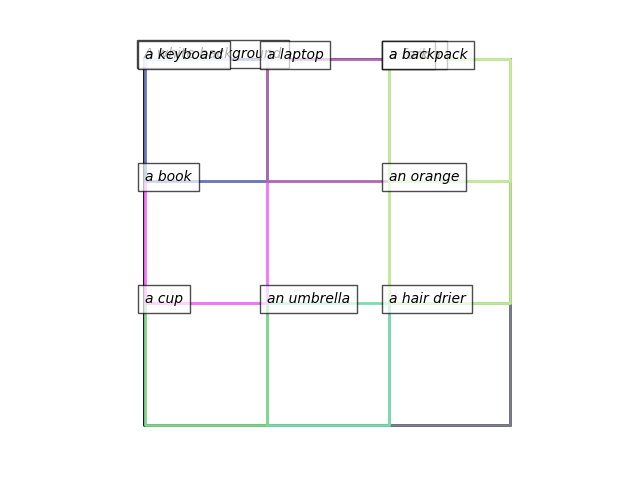 a keyboard
a laptop
a backpack
a book
an orange
a cup
an umbrella
a hair drier